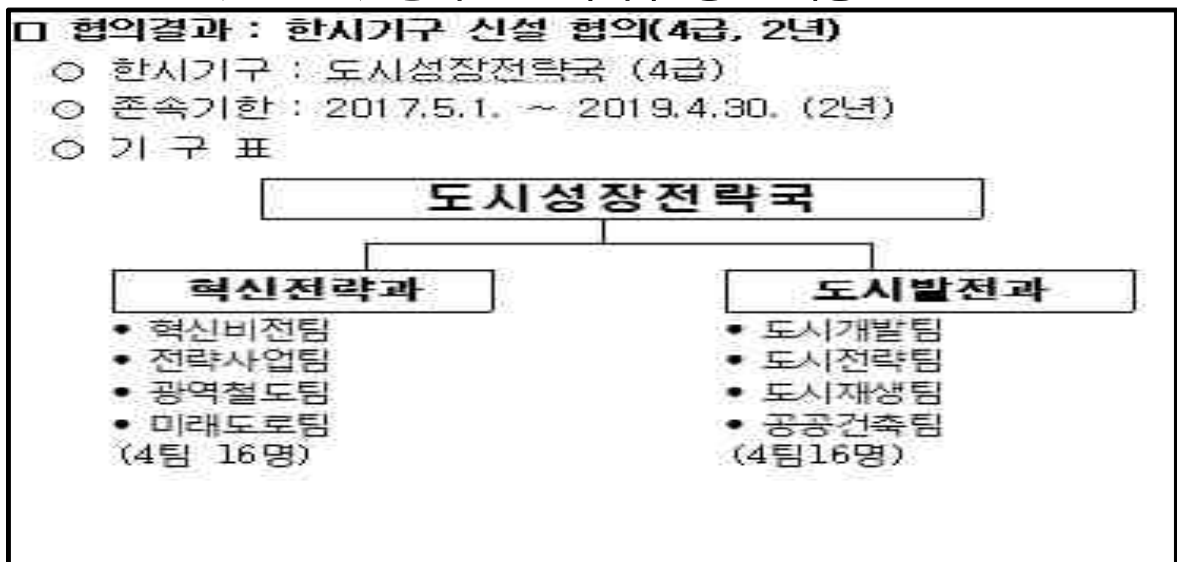 □ 협의결과 : 한시기구 신설 협의(4급, 2년)
○ 한시기구 : 도시성장전략국 (4급)
○ 존속기한 : 2017.5.1. ~ 2019.4.30. (2년)
○ 기 구 표
도시성장전략국
혁신전략과
• 혁신비전팀
• 전략사업팀
• 광역철도팀
• 미래도로팀
(4팀 16명)
도시발전과
• 도시개발팀
• 도시전략팀
• 도시재생팀
• 공공건축팀
(4팀16명)